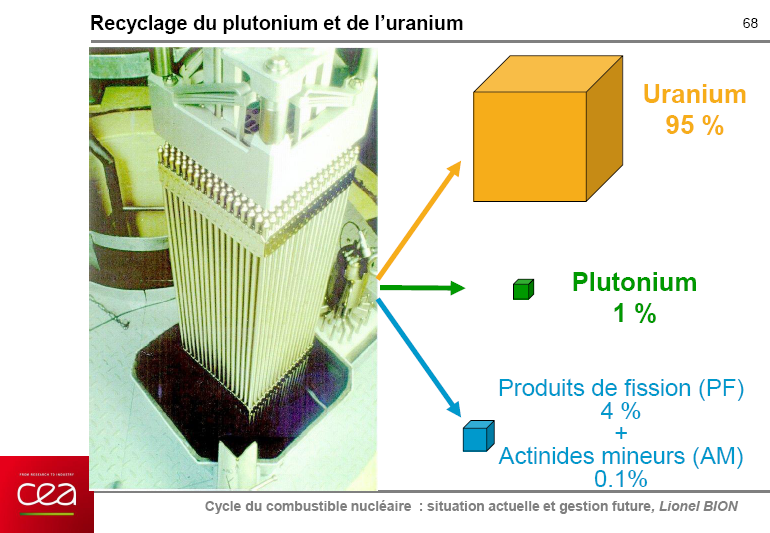 Recyclage du plutonium et de l’uranium
68
Uranium
95 %
Plutonium
1 %
Produits de fission (PF)
4 %
+
Actinides mineurs (AM)
0.1%
FROM RESEARCH TO INDUSTRY
cea
Cycle du combustible nucléaire : situation actuelle et gestion future, Lionel BION